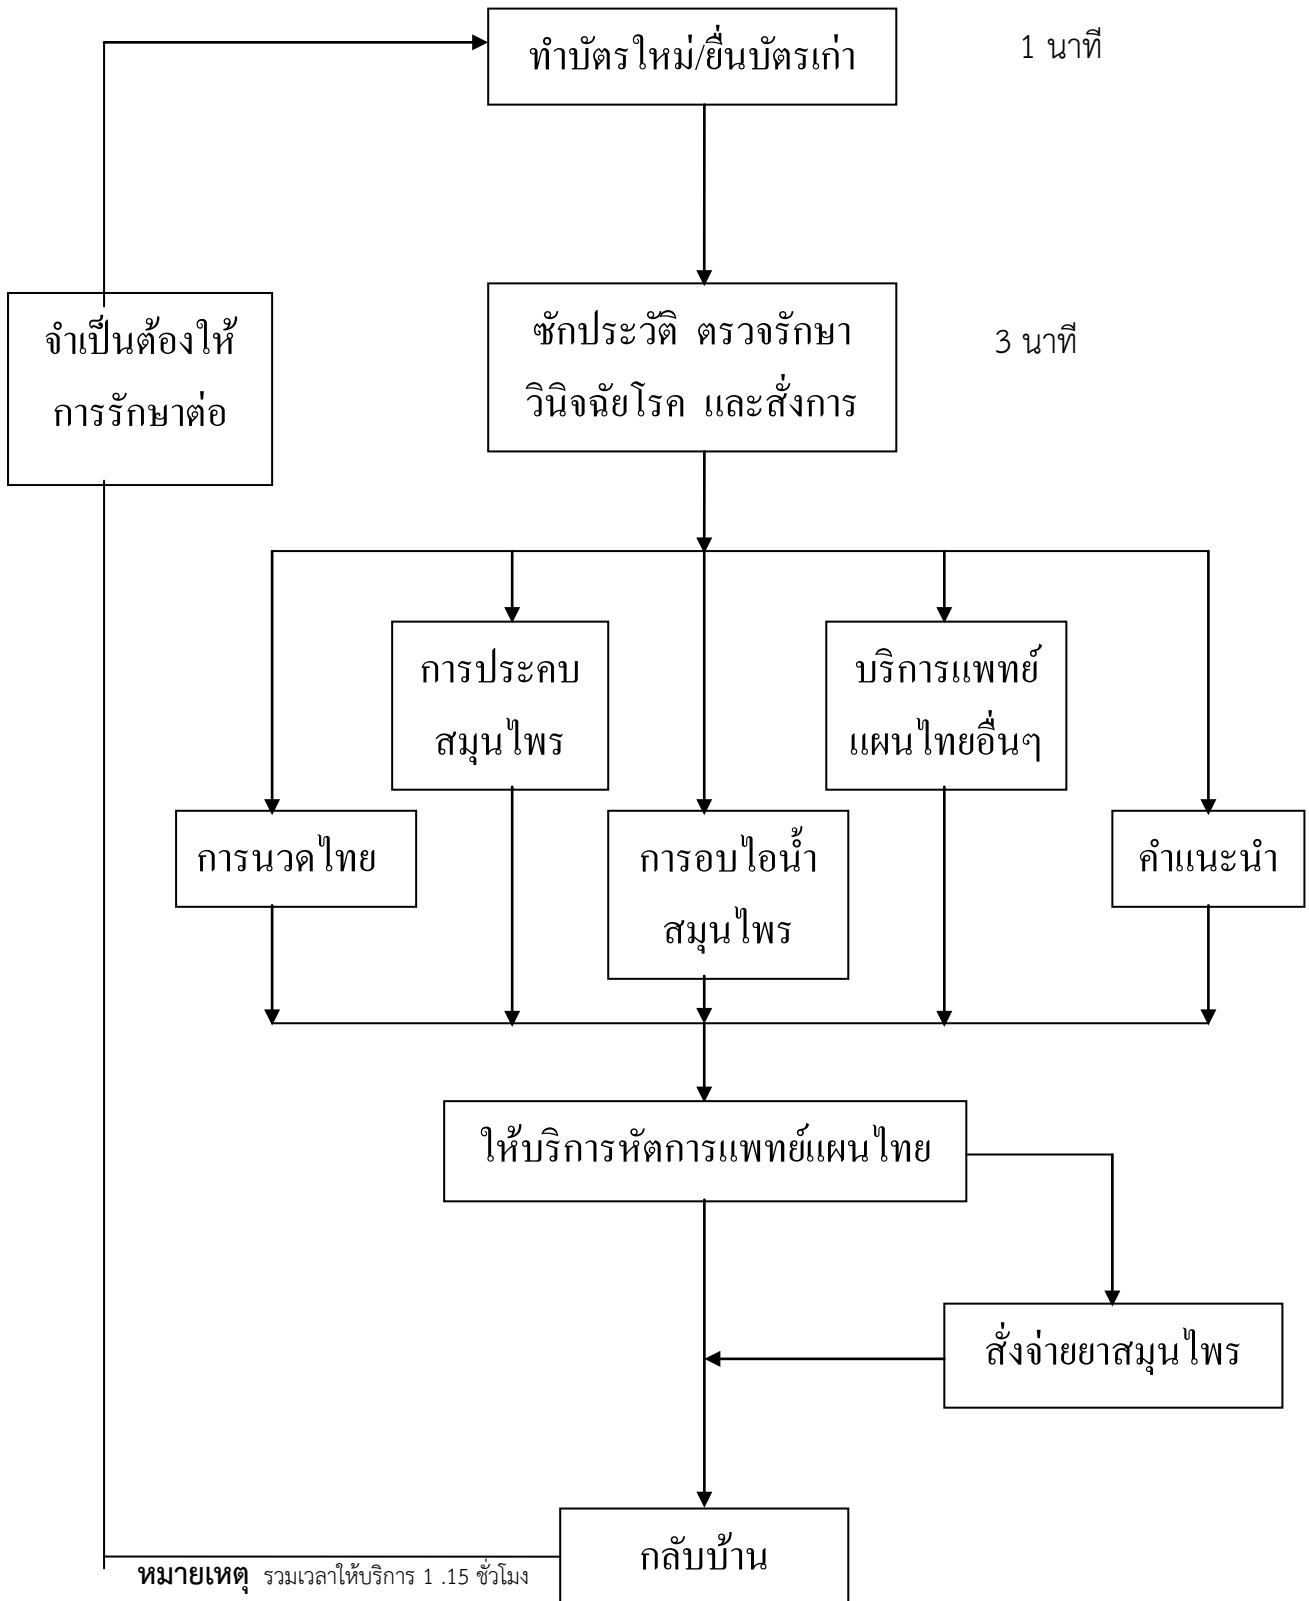 ทำบัตรใหม่/ยื่นบัตรเก่า
1 นาที
ซักประวัติ ตรวจรักษา
วินิจฉัยโรค และสั่งการ
3 นาที
จำเป็นต้องให้
การรักษาต่อ
การประคบ
สมุนไพร
บริการแพทย์
แผนไทยอื่นๆ
การนวดไทย
การอบไอน้ำ
สมุนไพร
คำแนะนำ
ให้บริการหัตการแพทย์แผนไทย
สั่งจ่ายยาสมุนไพร
กลับบ้าน
หมายเหตุ รวมเวลาให้บริการ 1 .15 ชั่วโมง